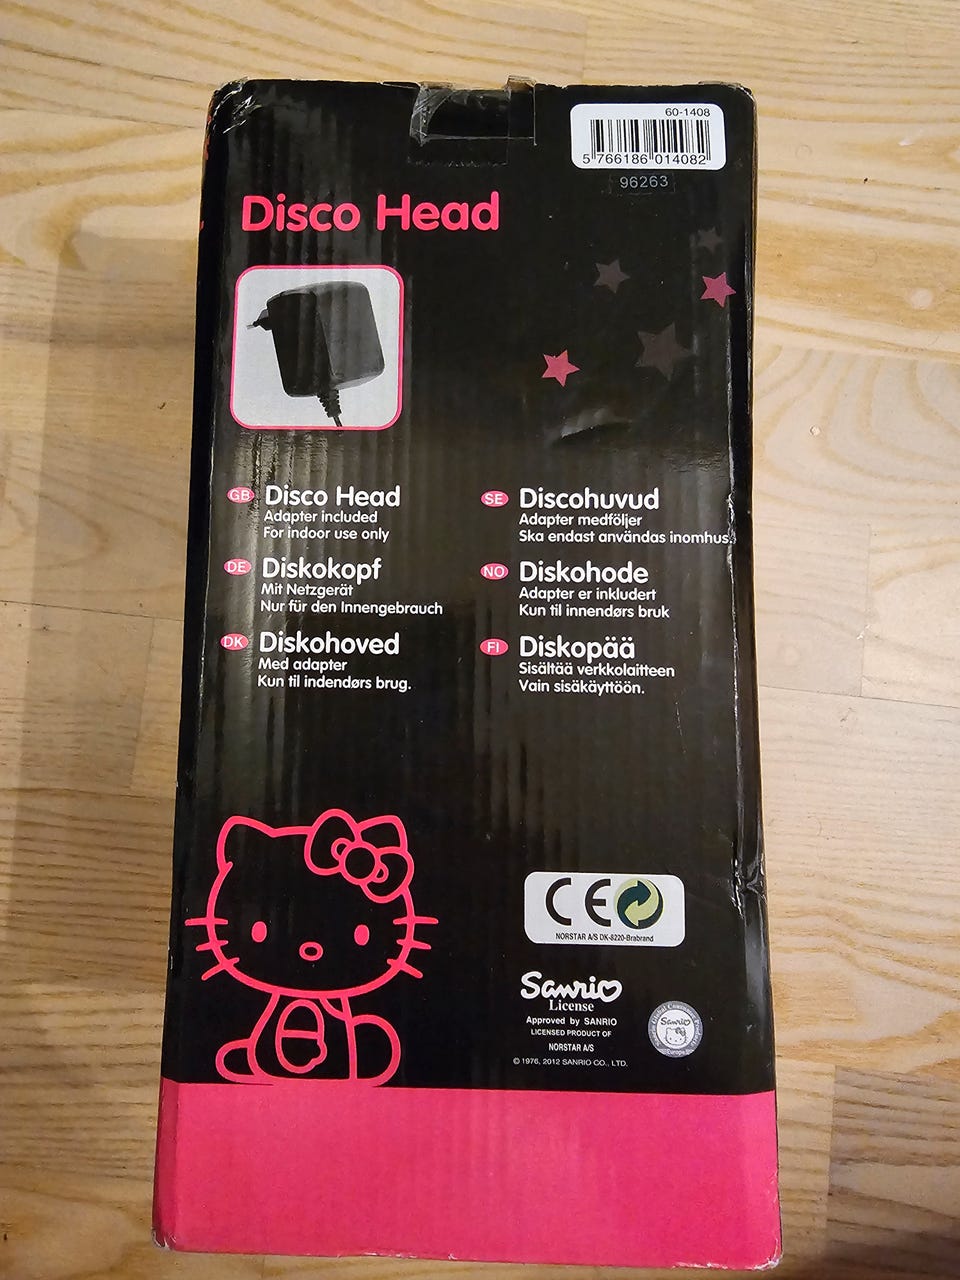 60-1408
5 766186 014082
96263
Disco Head
GB Disco Head
Adapter included
For indoor use only
DE Diskokopf
Mit Netzgerät
Nur für den Innengebrauch
DK Diskohoved
Med adapter
Kun til indendørs brug.
SE Discohuvud
Adapter medföljer
Ska endast användas inomhus.
NO Diskohode
Adapter er inkludert
Kun til innendørs bruk
FI Diskopää
Sisältää verkkolaitteen
Vain sisäkäyttöön.
CE
NORSTAR A/S DK-8220-Brabrand
Sanrio
License
Approved by SANRIO
LICENSED PRODUCT OF
NORSTAR A/S
© 1976, 2012 SANRIO CO., LTD.
Sanrio
Europe